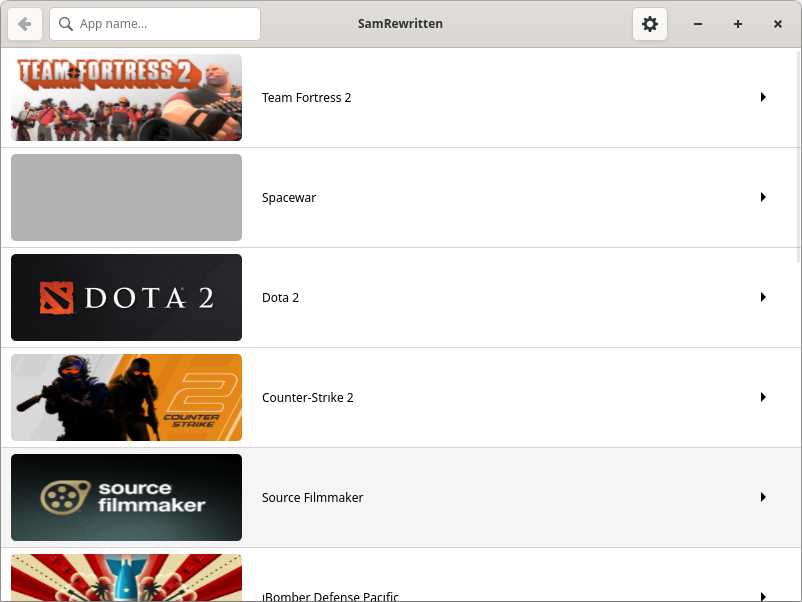 App name...
SamRewritten
TEAM FORTRESS 2
Team Fortress 2
Spacewar
DOTA 2
Dota 2
2
COUNTER
STRIKE
Counter-Strike 2
source
filmmaker
Source Filmmaker
iBomber Defense Pacific